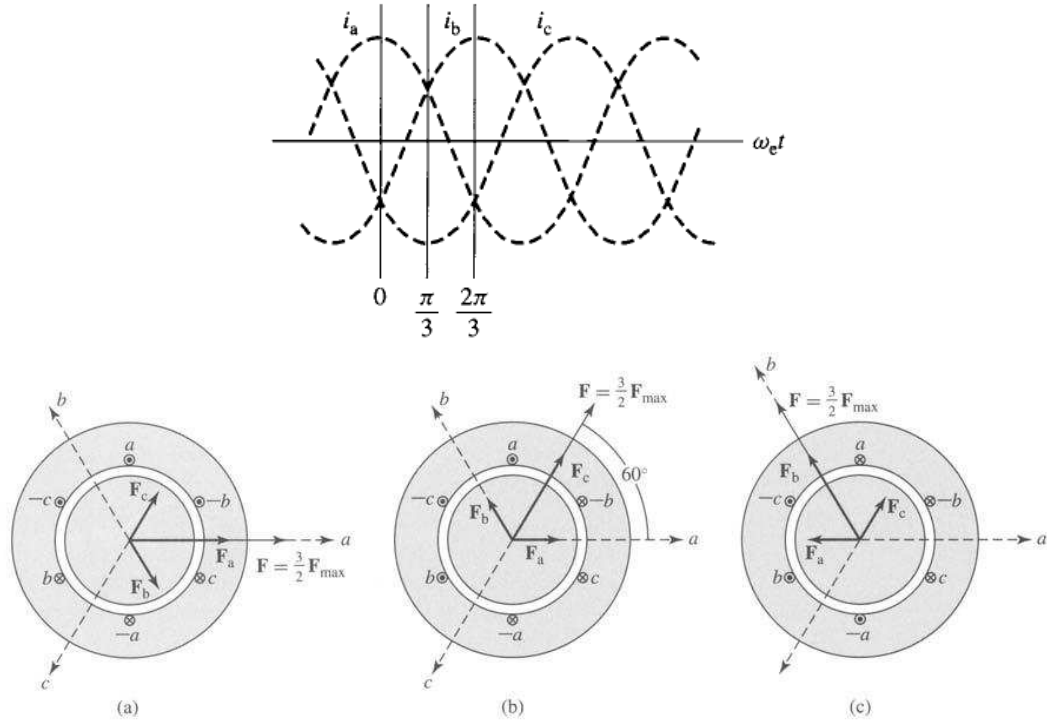 i_a i_b i_c
ω_e t
0 π/3 2π/3
b
a
F_c
−c −b
F_a F = 3/2 F_max a
b c
F_b
−a
c
(a)
b
F = 3/2 F_max
a
60°
F_c
−c −b
F_b
F_a a
b c
−a
c
(b)
b
F = 3/2 F_max
a
F_b
−c −b
F_c
F_a a
b c
−a
(c)